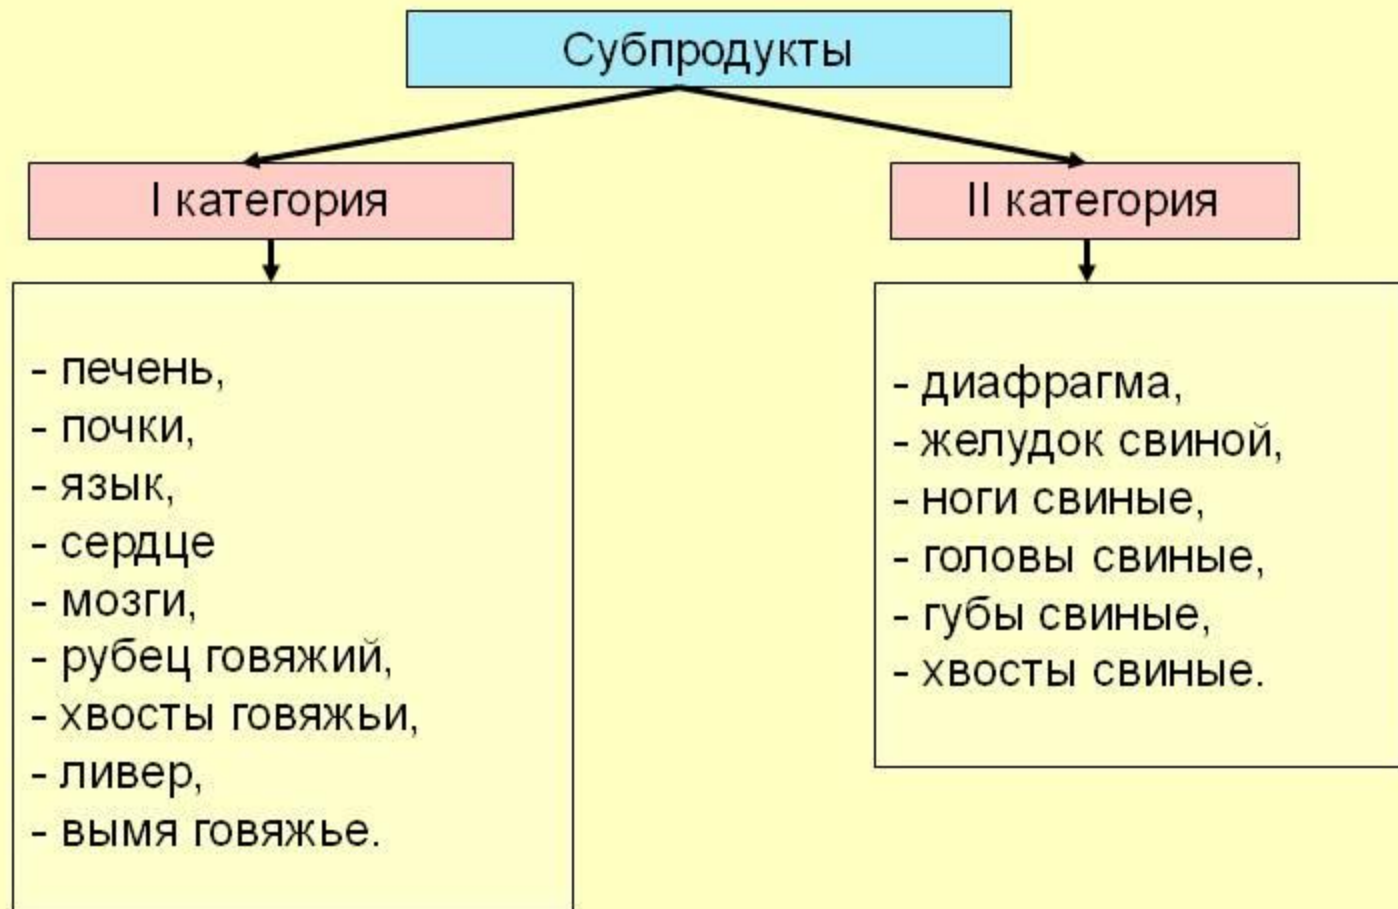 Субпродукты
I категория
- печень,
- почки,
- язык,
- сердце
- мозги,
- рубец говяжий,
- хвосты говяжьи,
- ливер,
- вымя говяжье.
II категория
- диафрагма,
- желудок свиной,
- ноги свиные,
- головы свиные,
- губы свиные,
- хвосты свиные.